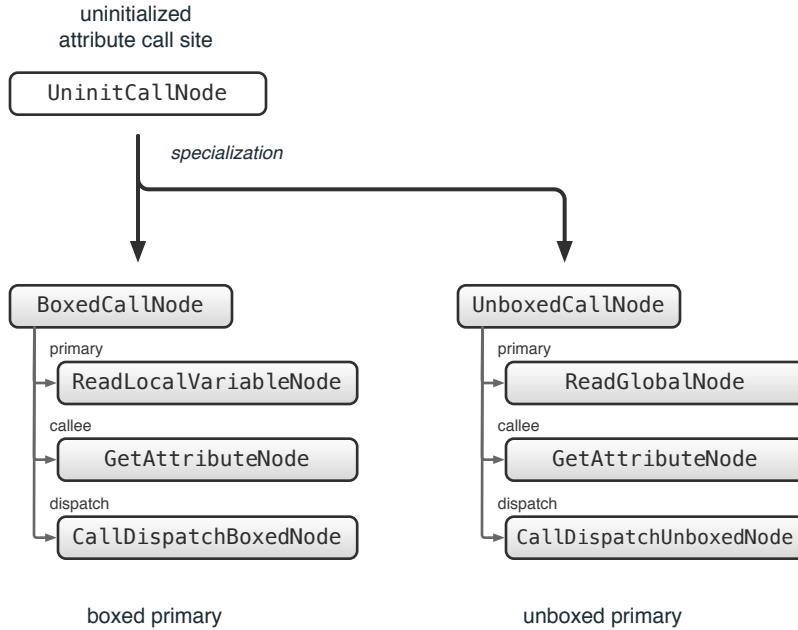 uninitialized
attribute call site
UninitCallNode
specialization
BoxedCallNode
primary
ReadLocalVariableNode
callee
GetAttributeNode
dispatch
CallDispatchBoxedNode
boxed primary
UnboxedCallNode
primary
ReadGlobalNode
callee
GetAttributeNode
dispatch
CallDispatchUnboxedNode
unboxed primary